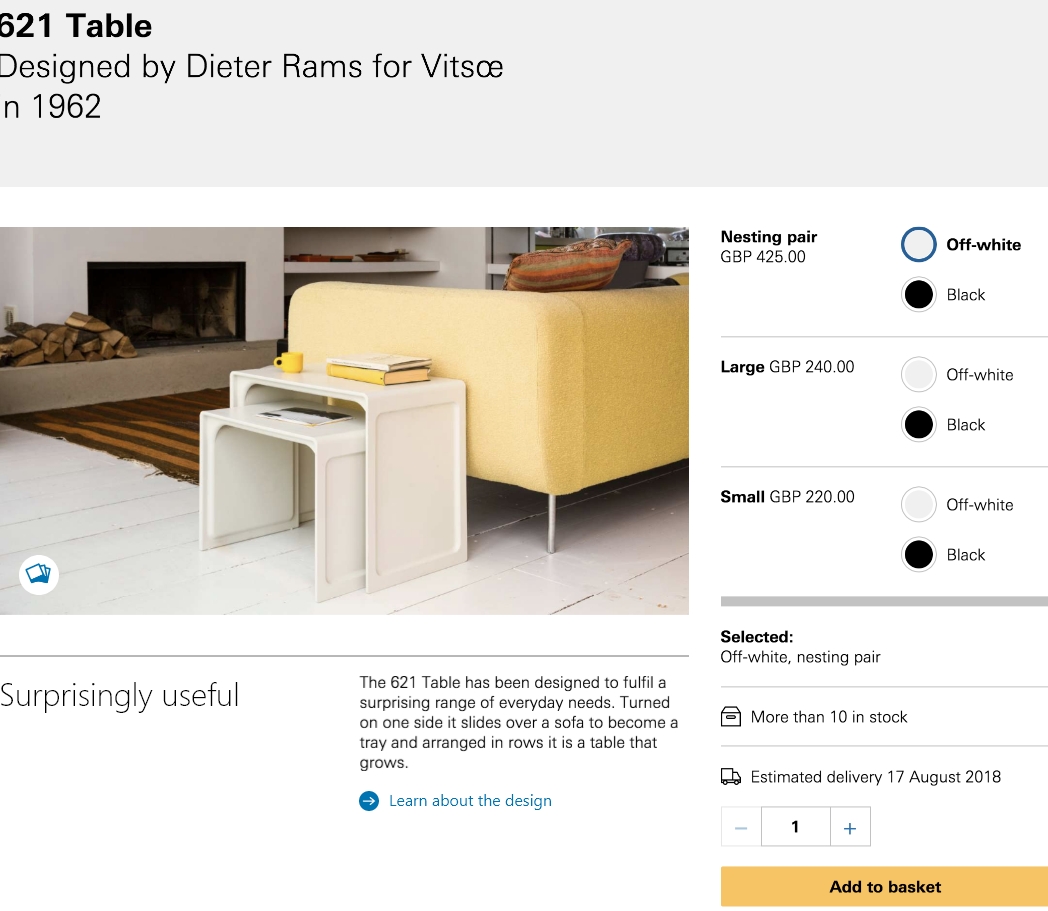 621 Table
Designed by Dieter Rams for Vitsœ
in 1962
Nesting pair
GBP 425.00
Off-white
Black
Large GBP 240.00
Off-white
Black
Small GBP 220.00
Off-white
Black
Selected:
Off-white, nesting pair
More than 10 in stock
Estimated delivery 17 August 2018
− 1 +
Add to basket
Surprisingly useful
The 621 Table has been designed to fulfil a
surprising range of everyday needs. Turned
on one side it slides over a sofa to become a
tray and arranged in rows it is a table that
grows.
Learn about the design